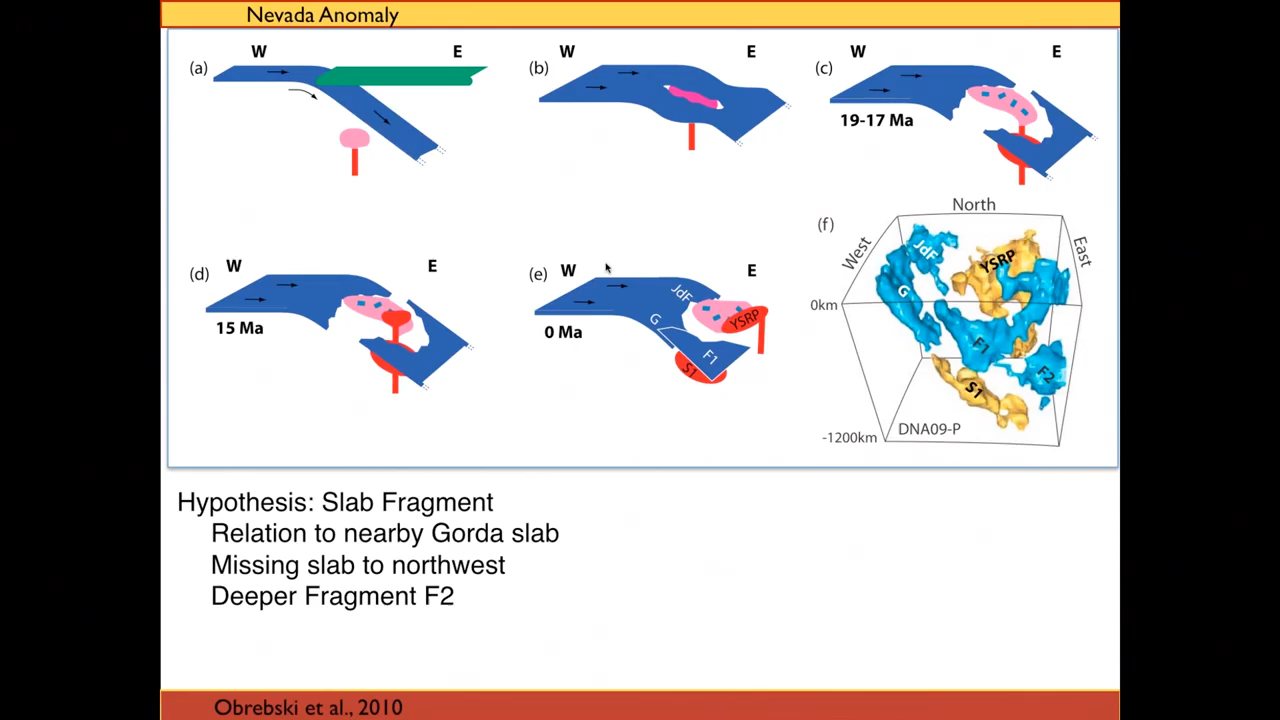 Nevada Anomaly
(a) W E
(b) W E
(c) W E
19-17 Ma
(d) W E
15 Ma
(e) W E
0 Ma
JdF
G
YSRP
F1
S1
(f)
North
West
East
JdF
YSRP
G
0km
F1
F2
S1
DNA09-P
-1200km
Hypothesis: Slab Fragment
Relation to nearby Gorda slab
Missing slab to northwest
Deeper Fragment F2
Obrebski et al., 2010